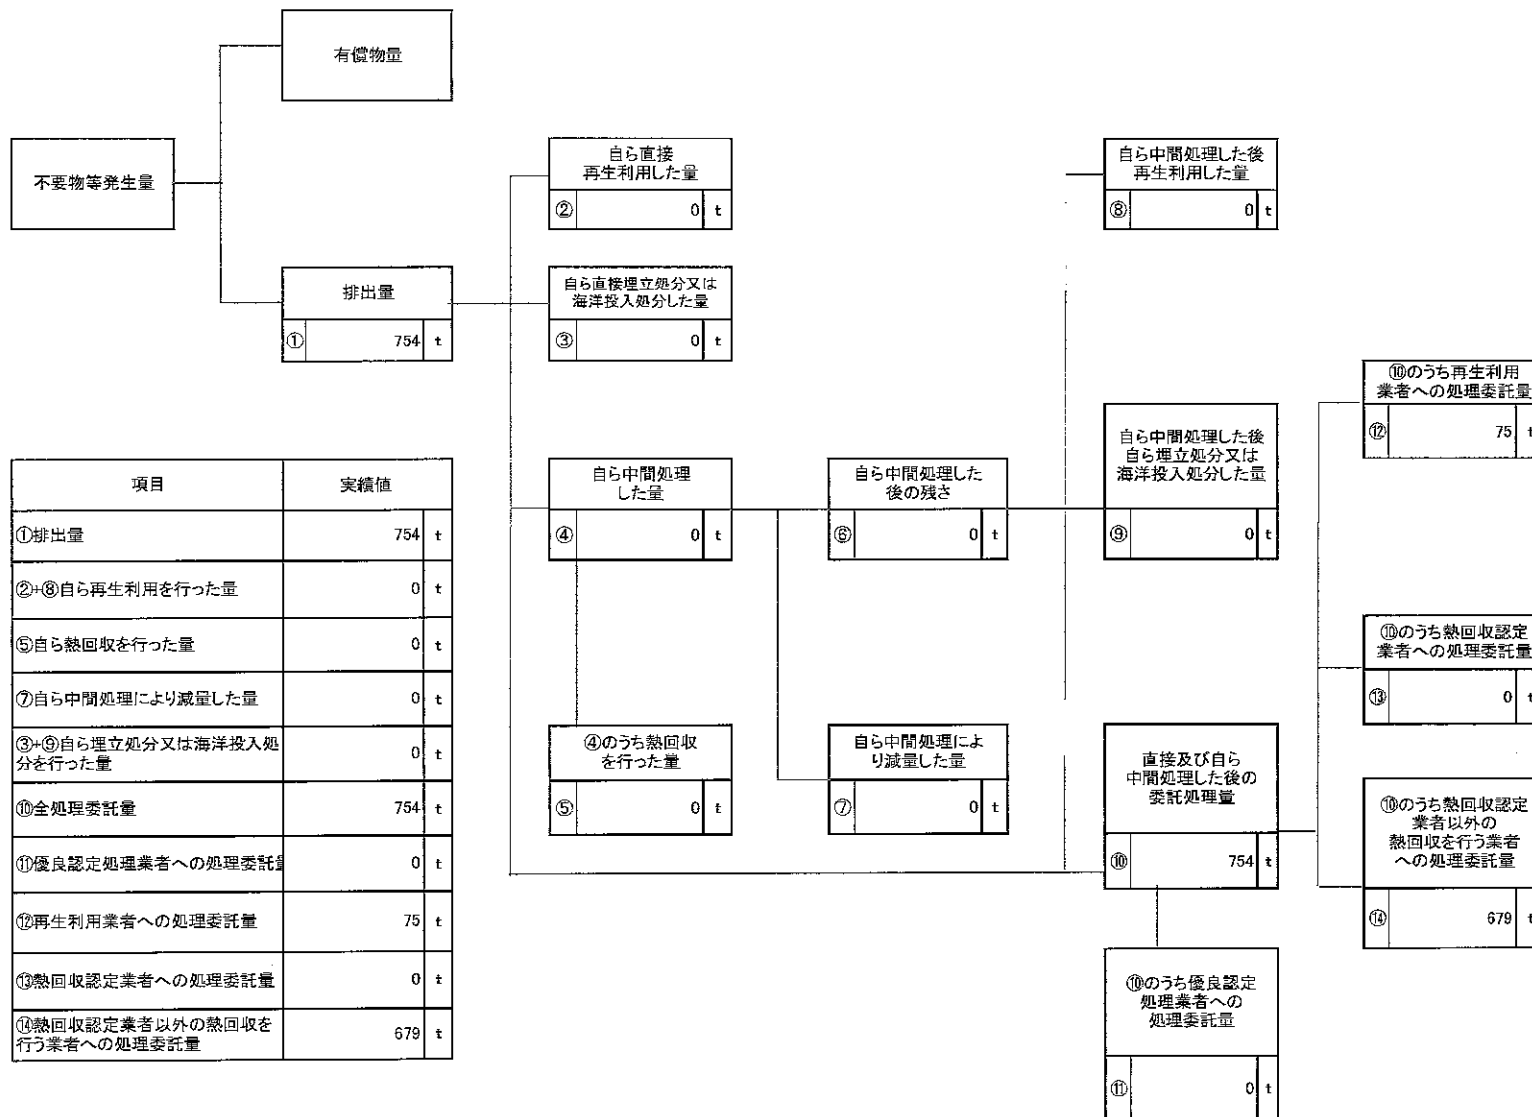 有償物量
不要物等発生量
排出量
① 754 t
自ら直接
再生利用した量
② 0 t
自ら直接埋立処分又は
海洋投入処分した量
③ 0 t
自ら中間処理
した量
④ 0 t
④のうち熱回収
を行った量
⑤ 0 t
自ら中間処理した
後の残さ
⑥ 0 t
自ら中間処理によ
り減量した量
⑦ 0 t
自ら中間処理した後
再生利用した量
⑧ 0 t
自ら中間処理した後
自ら埋立処分又は
海洋投入処分した量
⑨ 0 t
直接及び自ら
中間処理した後の
委託処理量
⑩ 754 t
⑩のうち優良認定
処理業者への
処理委託量
⑪ 0 t
⑩のうち再生利用
業者への処理委託量
⑫ 75 t
⑩のうち熱回収認定
業者への処理委託量
⑬ 0 t
⑩のうち熱回収認定
業者以外の
熱回収を行う業者
への処理委託量
⑭ 679 t
項目 実績値
①排出量 754 t
②+⑧自ら再生利用を行った量 0 t
⑤自ら熱回収を行った量 0 t
⑦自ら中間処理により減量した量 0 t
③+⑨自ら埋立処分又は海洋投入処
分を行った量 0 t
⑩全処理委託量 754 t
⑪優良認定処理業者への処理委託量 0 t
⑫再生利用業者への処理委託量 75 t
⑬熱回収認定業者への処理委託量 0 t
⑭熱回収認定業者以外の熱回収を
行う業者への処理委託量 679 t